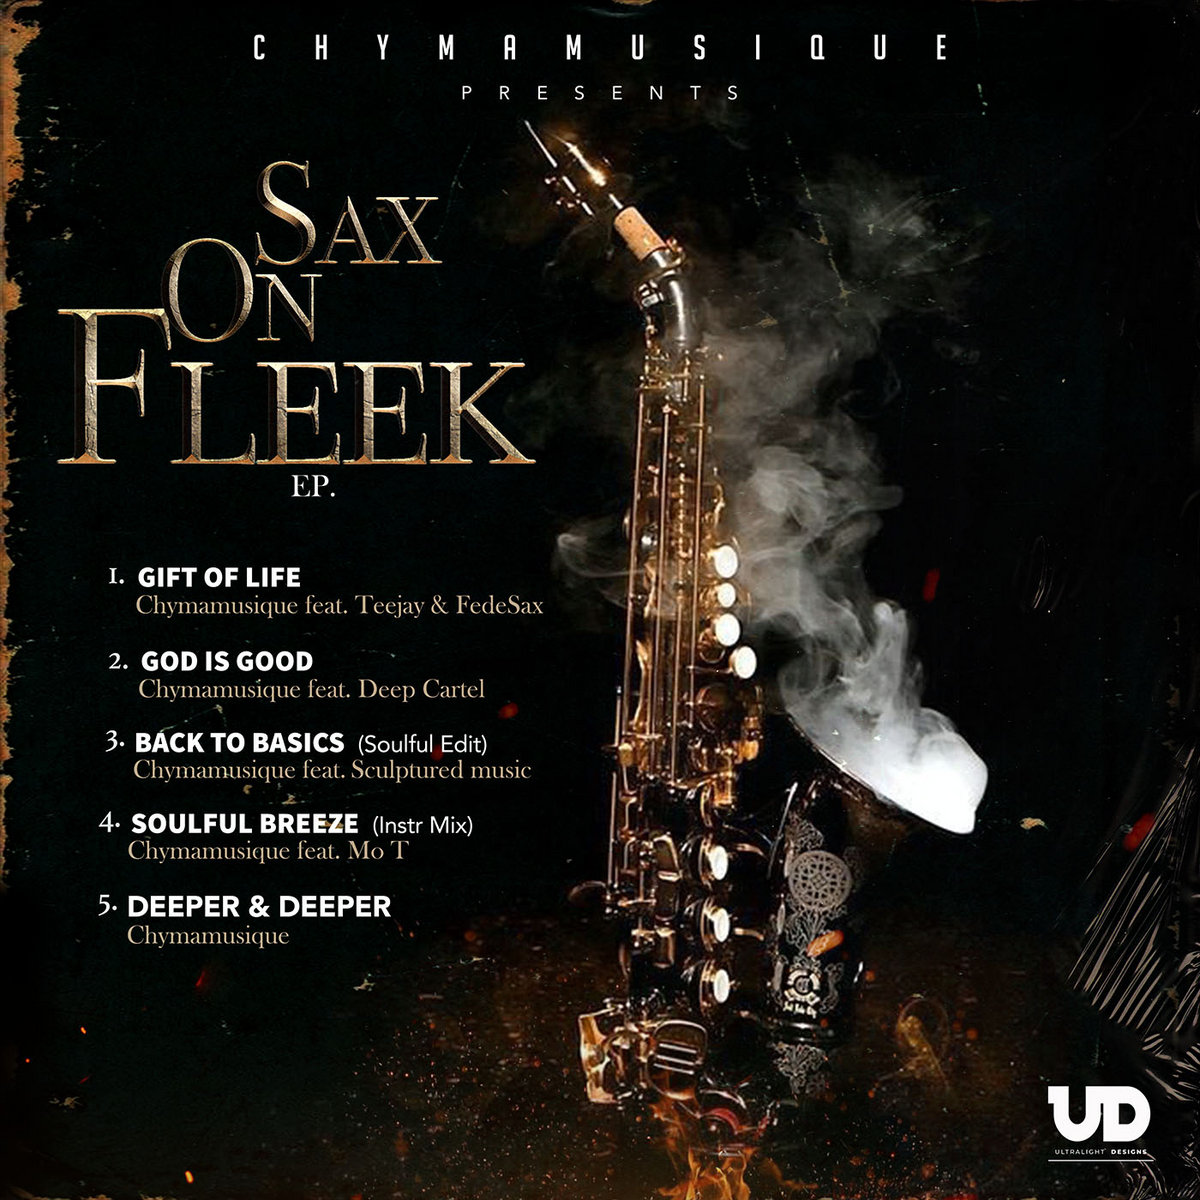 CHYMAMUSIQUE
PRESENTS
SAX
ON
FLEEK
EP.
1. GIFT OF LIFE
Chymamusique feat. Teejay & FedeSax
2. GOD IS GOOD
Chymamusique feat. Deep Cartel
3. BACK TO BASICS (Soulful Edit)
Chymamusique feat. Sculptured music
4. SOULFUL BREEZE (Instr Mix)
Chymamusique feat. Mo T
5. DEEPER & DEEPER
Chymamusique
UD
ULTRALIGHT DESIGNS